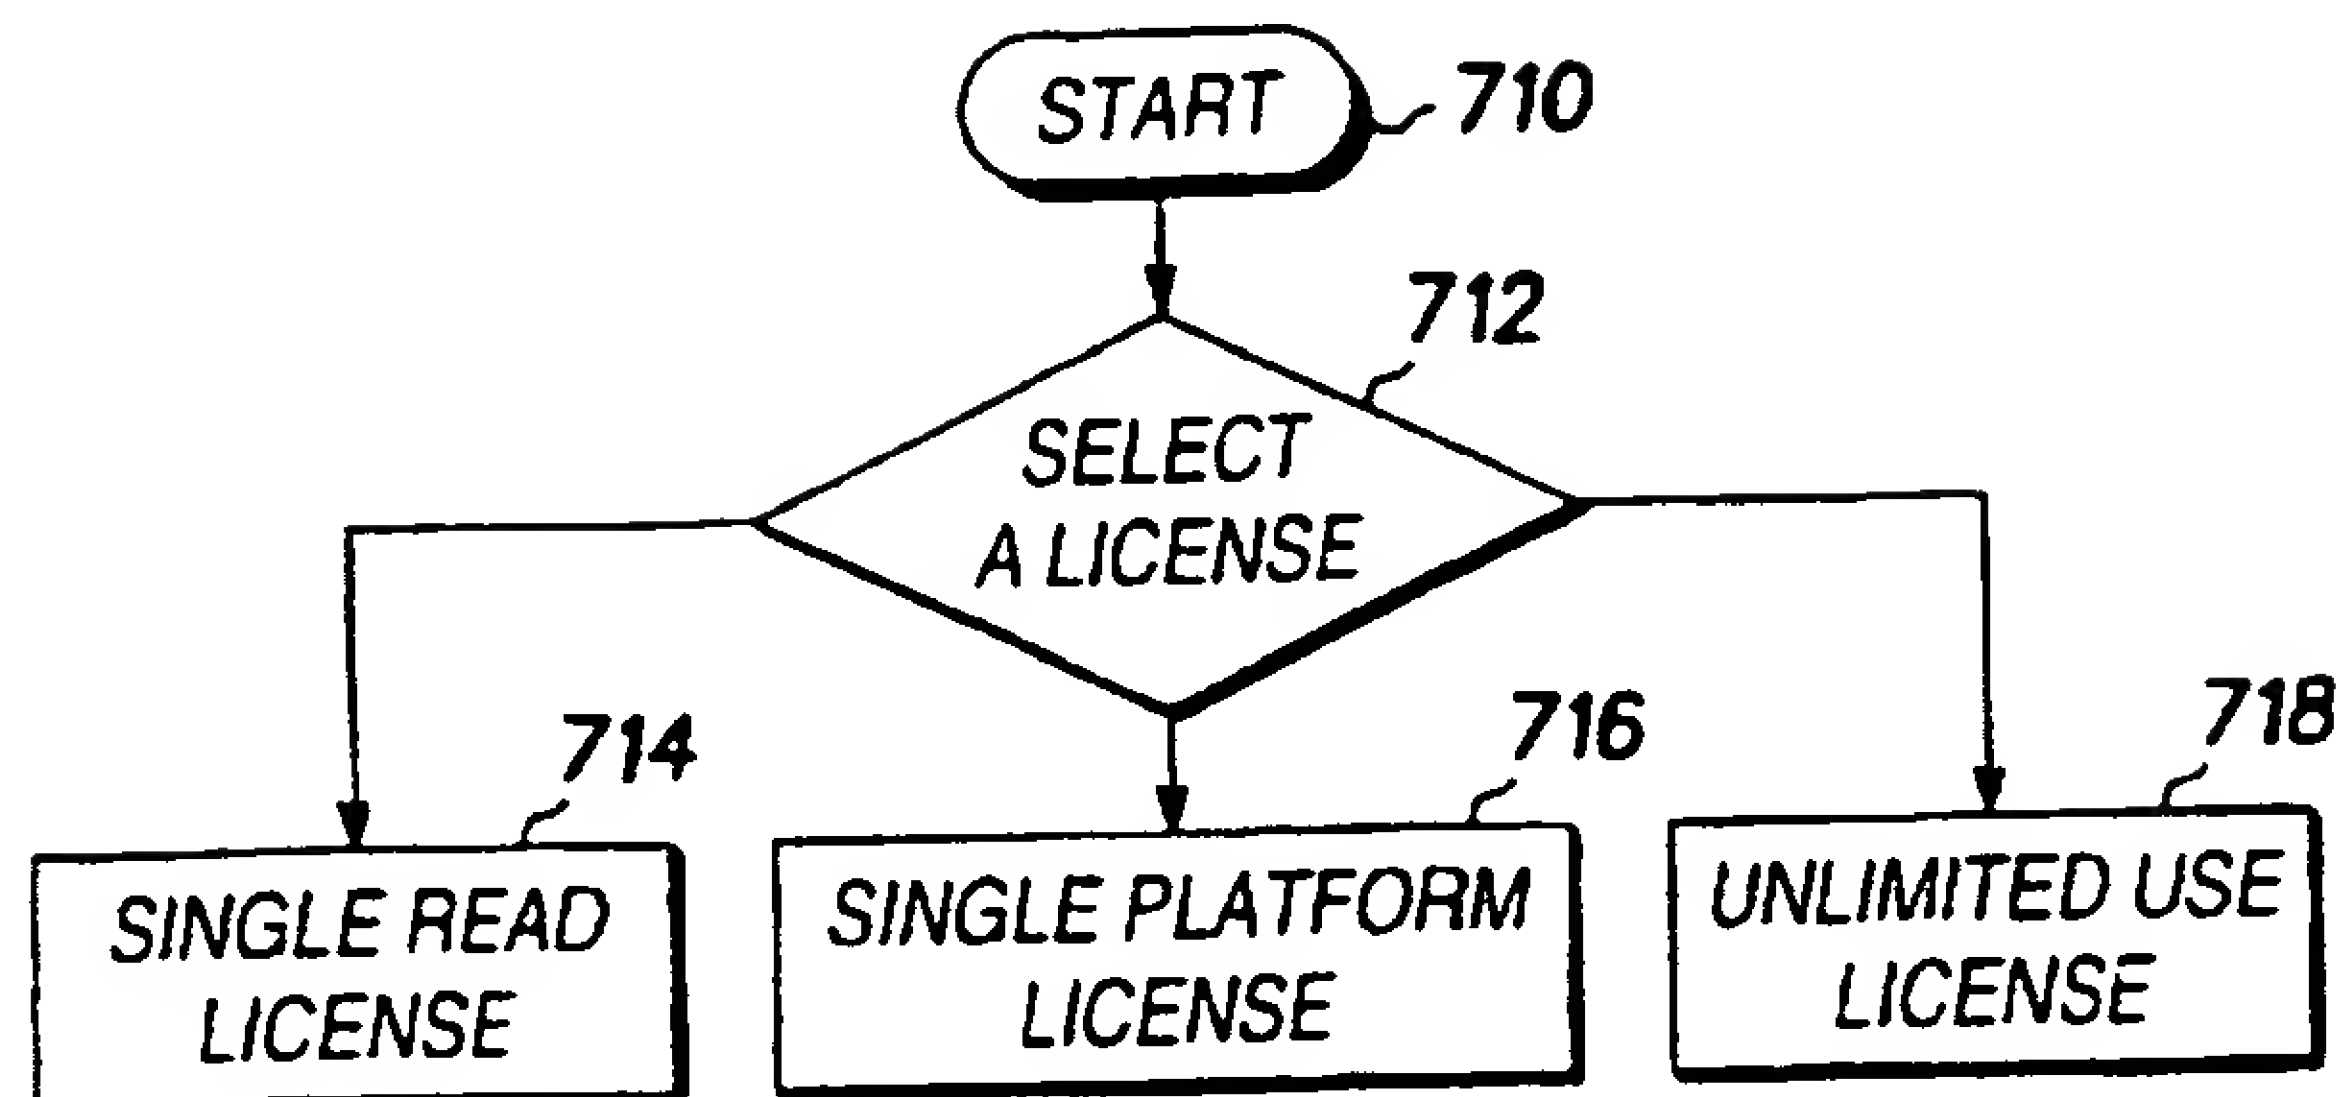 START
710
712
SELECT
A LICENSE
714
716
718
SINGLE READ
LICENSE
SINGLE PLATFORM
LICENSE
UNLIMITED USE
LICENSE